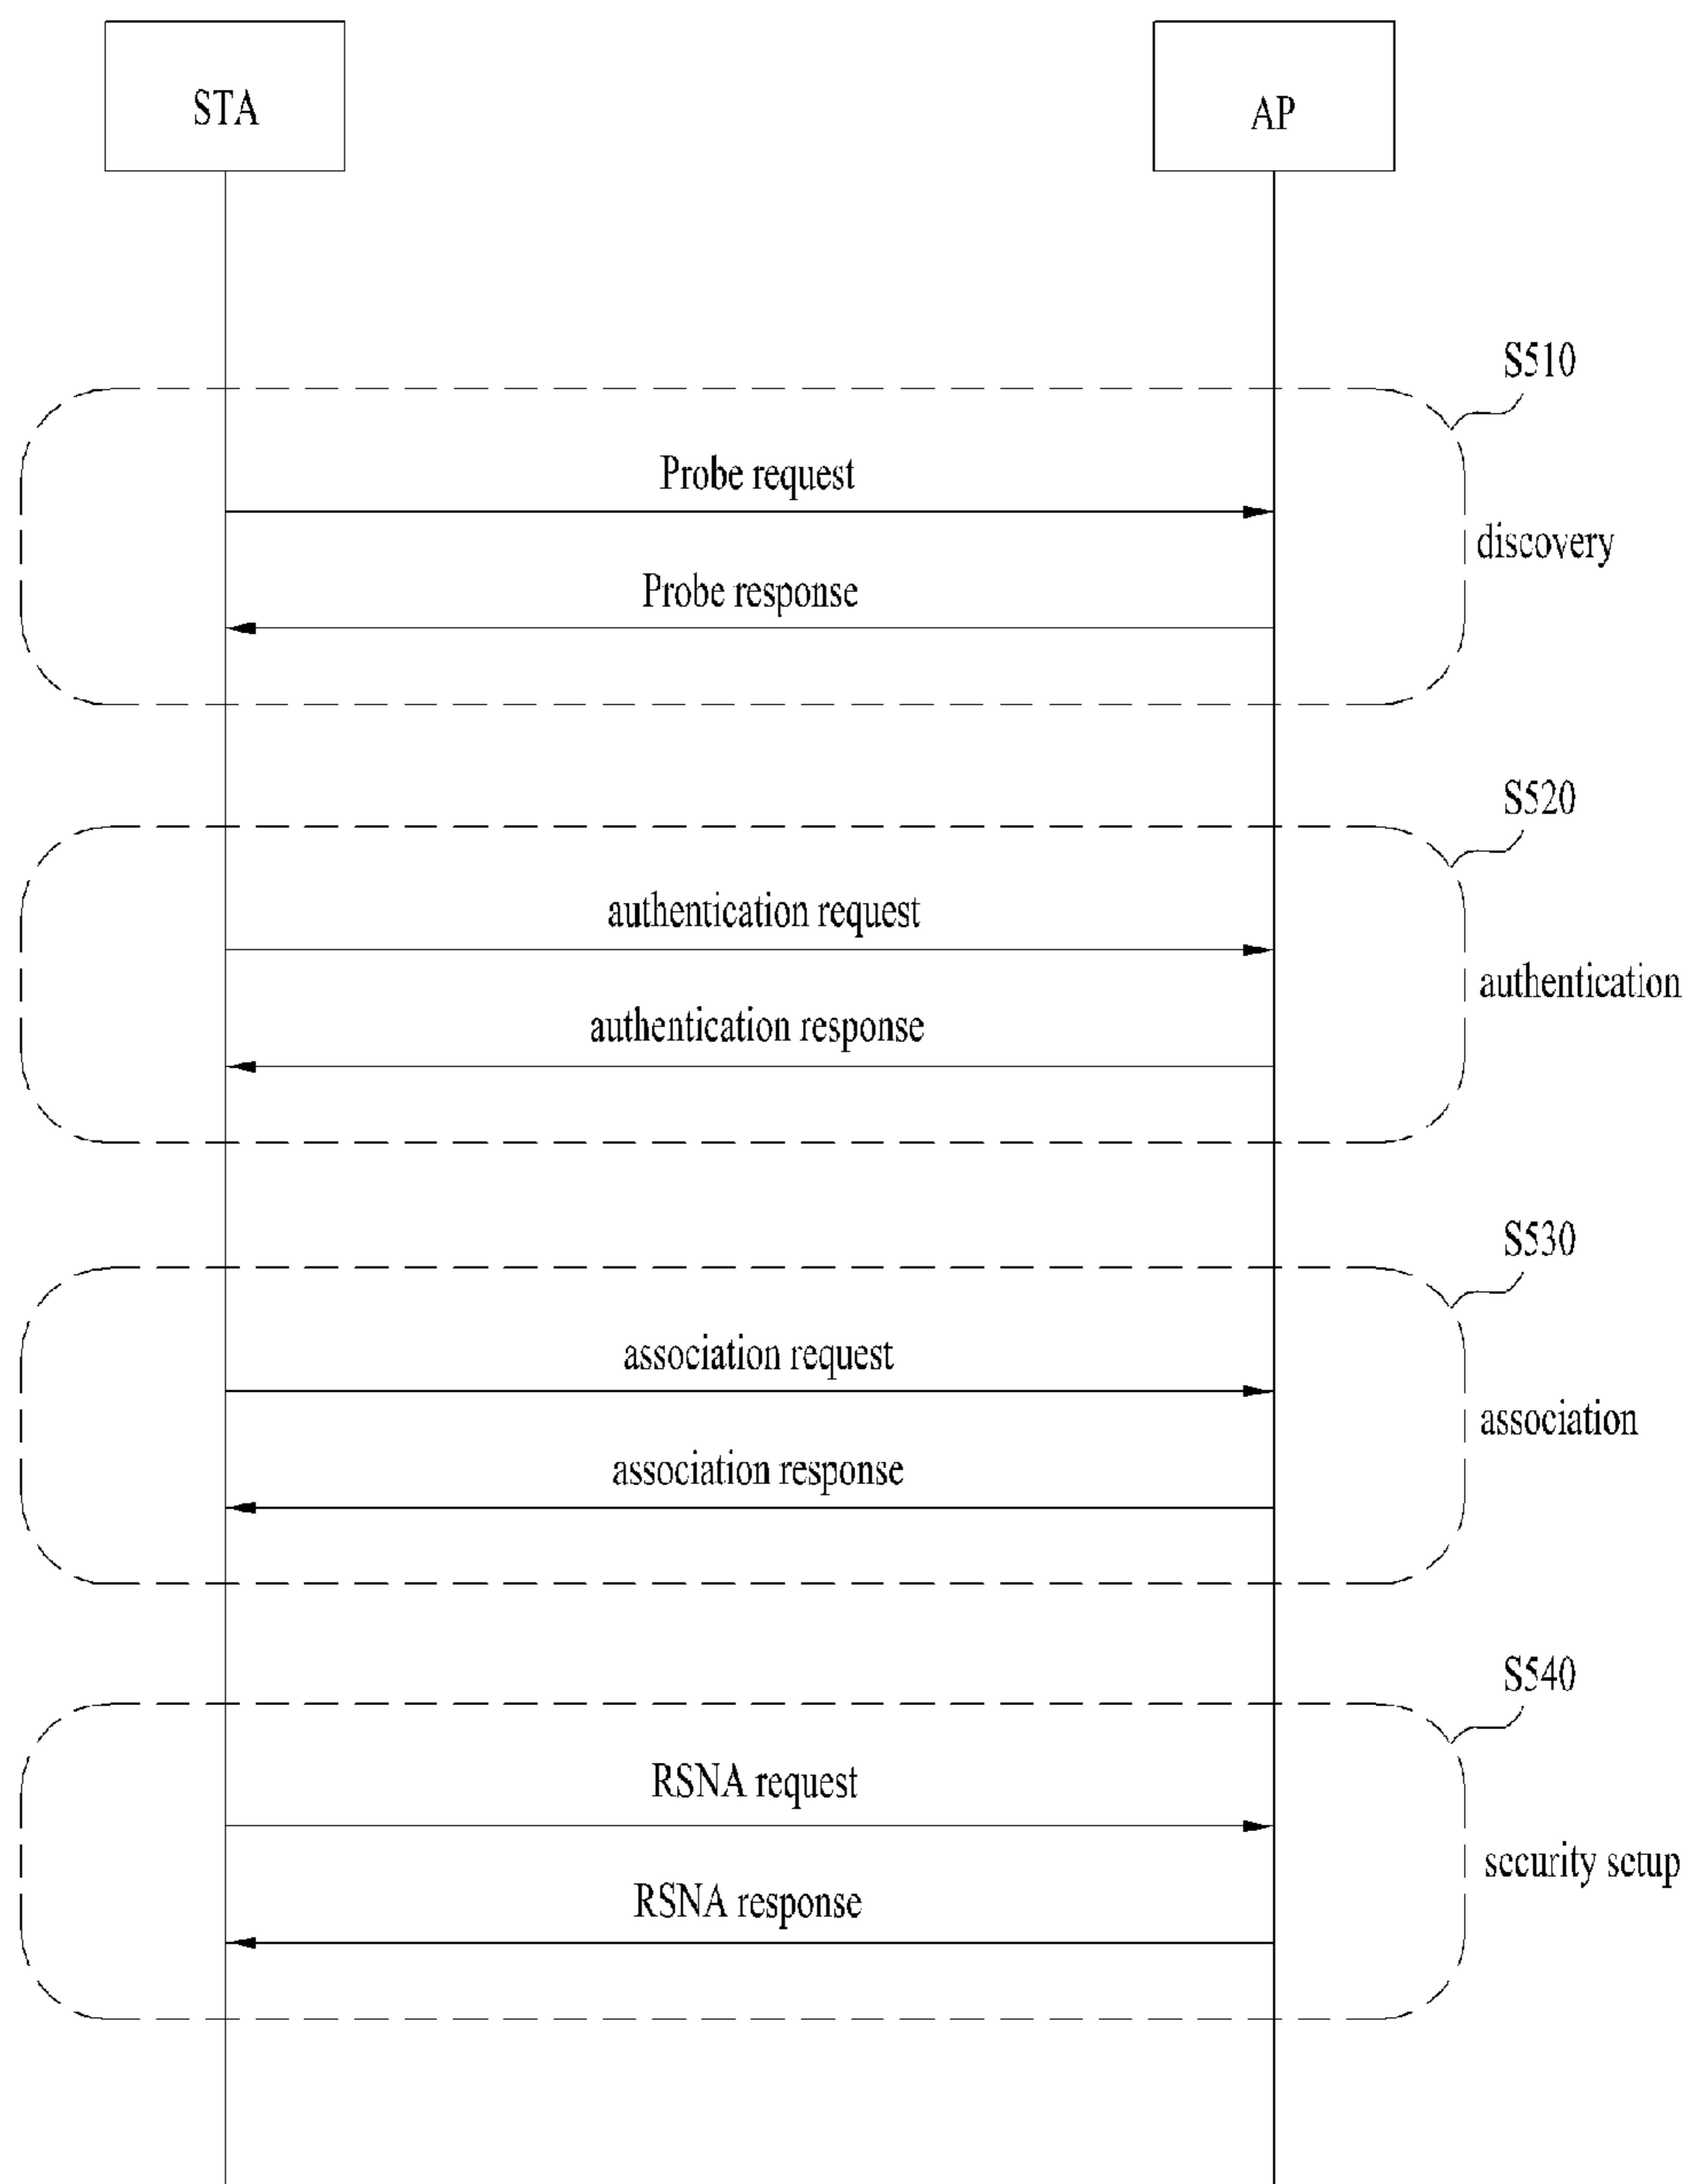 STA
AP
S510
Probe request
discovery
Probe response
S520
authentication request
authentication
authentication response
S530
association request
association
association response
S540
RSNA request
security setup
RSNA response